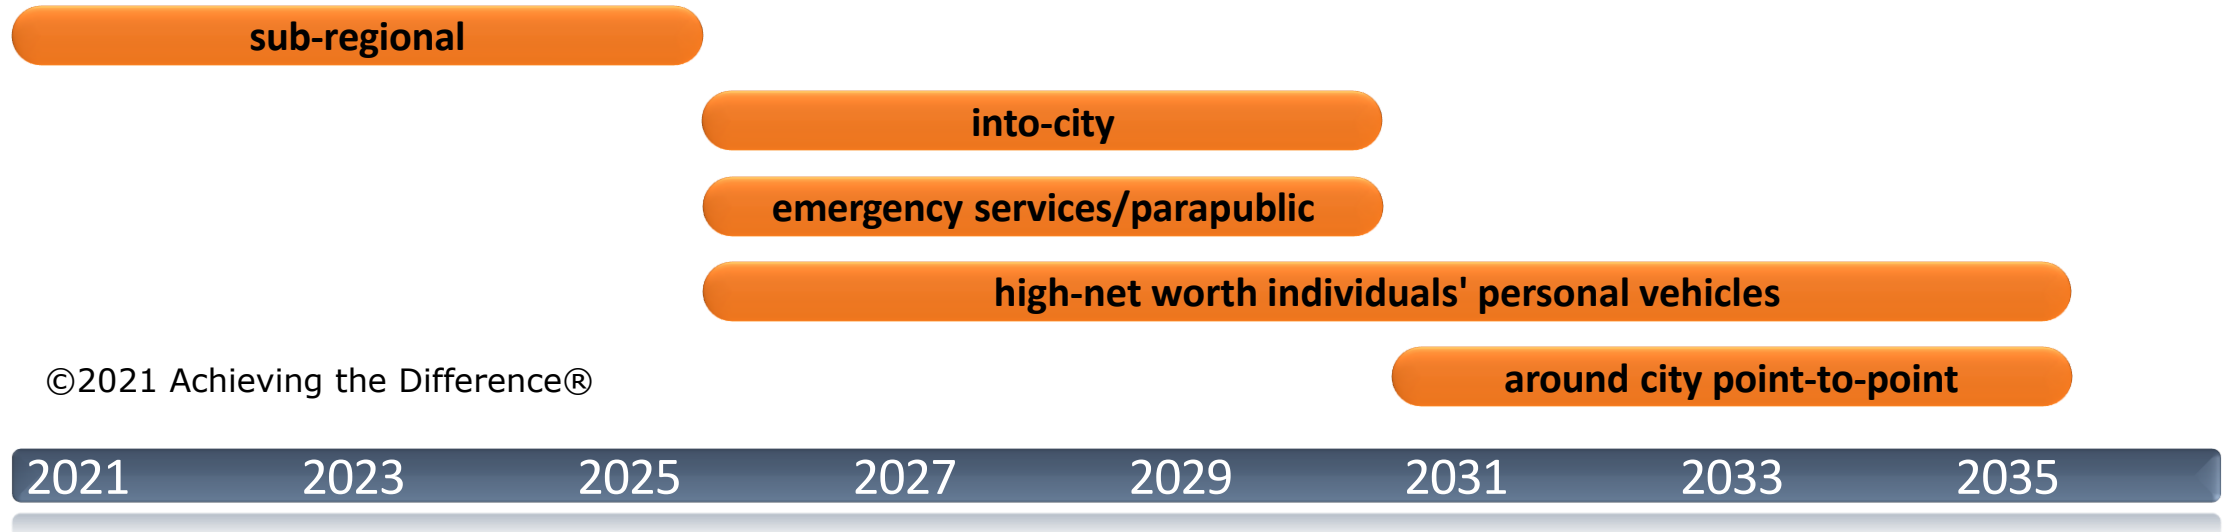 sub-regional
into-city
emergency services/parapublic
high-net worth individuals' personal vehicles
around city point-to-point
©2021 Achieving the Difference®
2021 2023 2025 2027 2029 2031 2033 2035